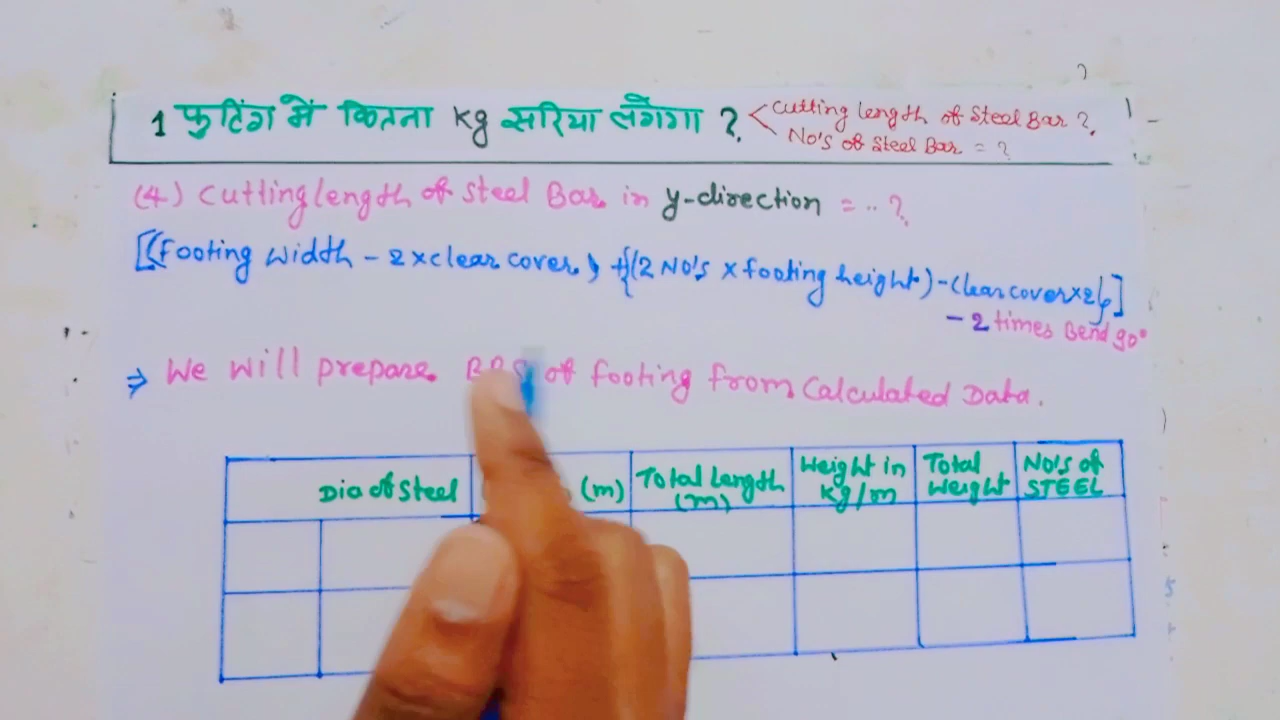 1 फुटिंग में कितना kg सरिया लगेगा ?
Cutting length of Steel Bar ?
No's of Steel Bar = ?
(4) Cutting length of Steel Bar in y-direction = .. ?
[(footing width - 2 x clear cover) + {(2 No's x footing height) - Clear cover x 2}]
- 2 times Bend 90°
⇒ We will prepare BBS of footing from Calculated Data.
Dia of Steel (m) Total Length (m) Weight in Kg/m Total Weight No's of STEEL